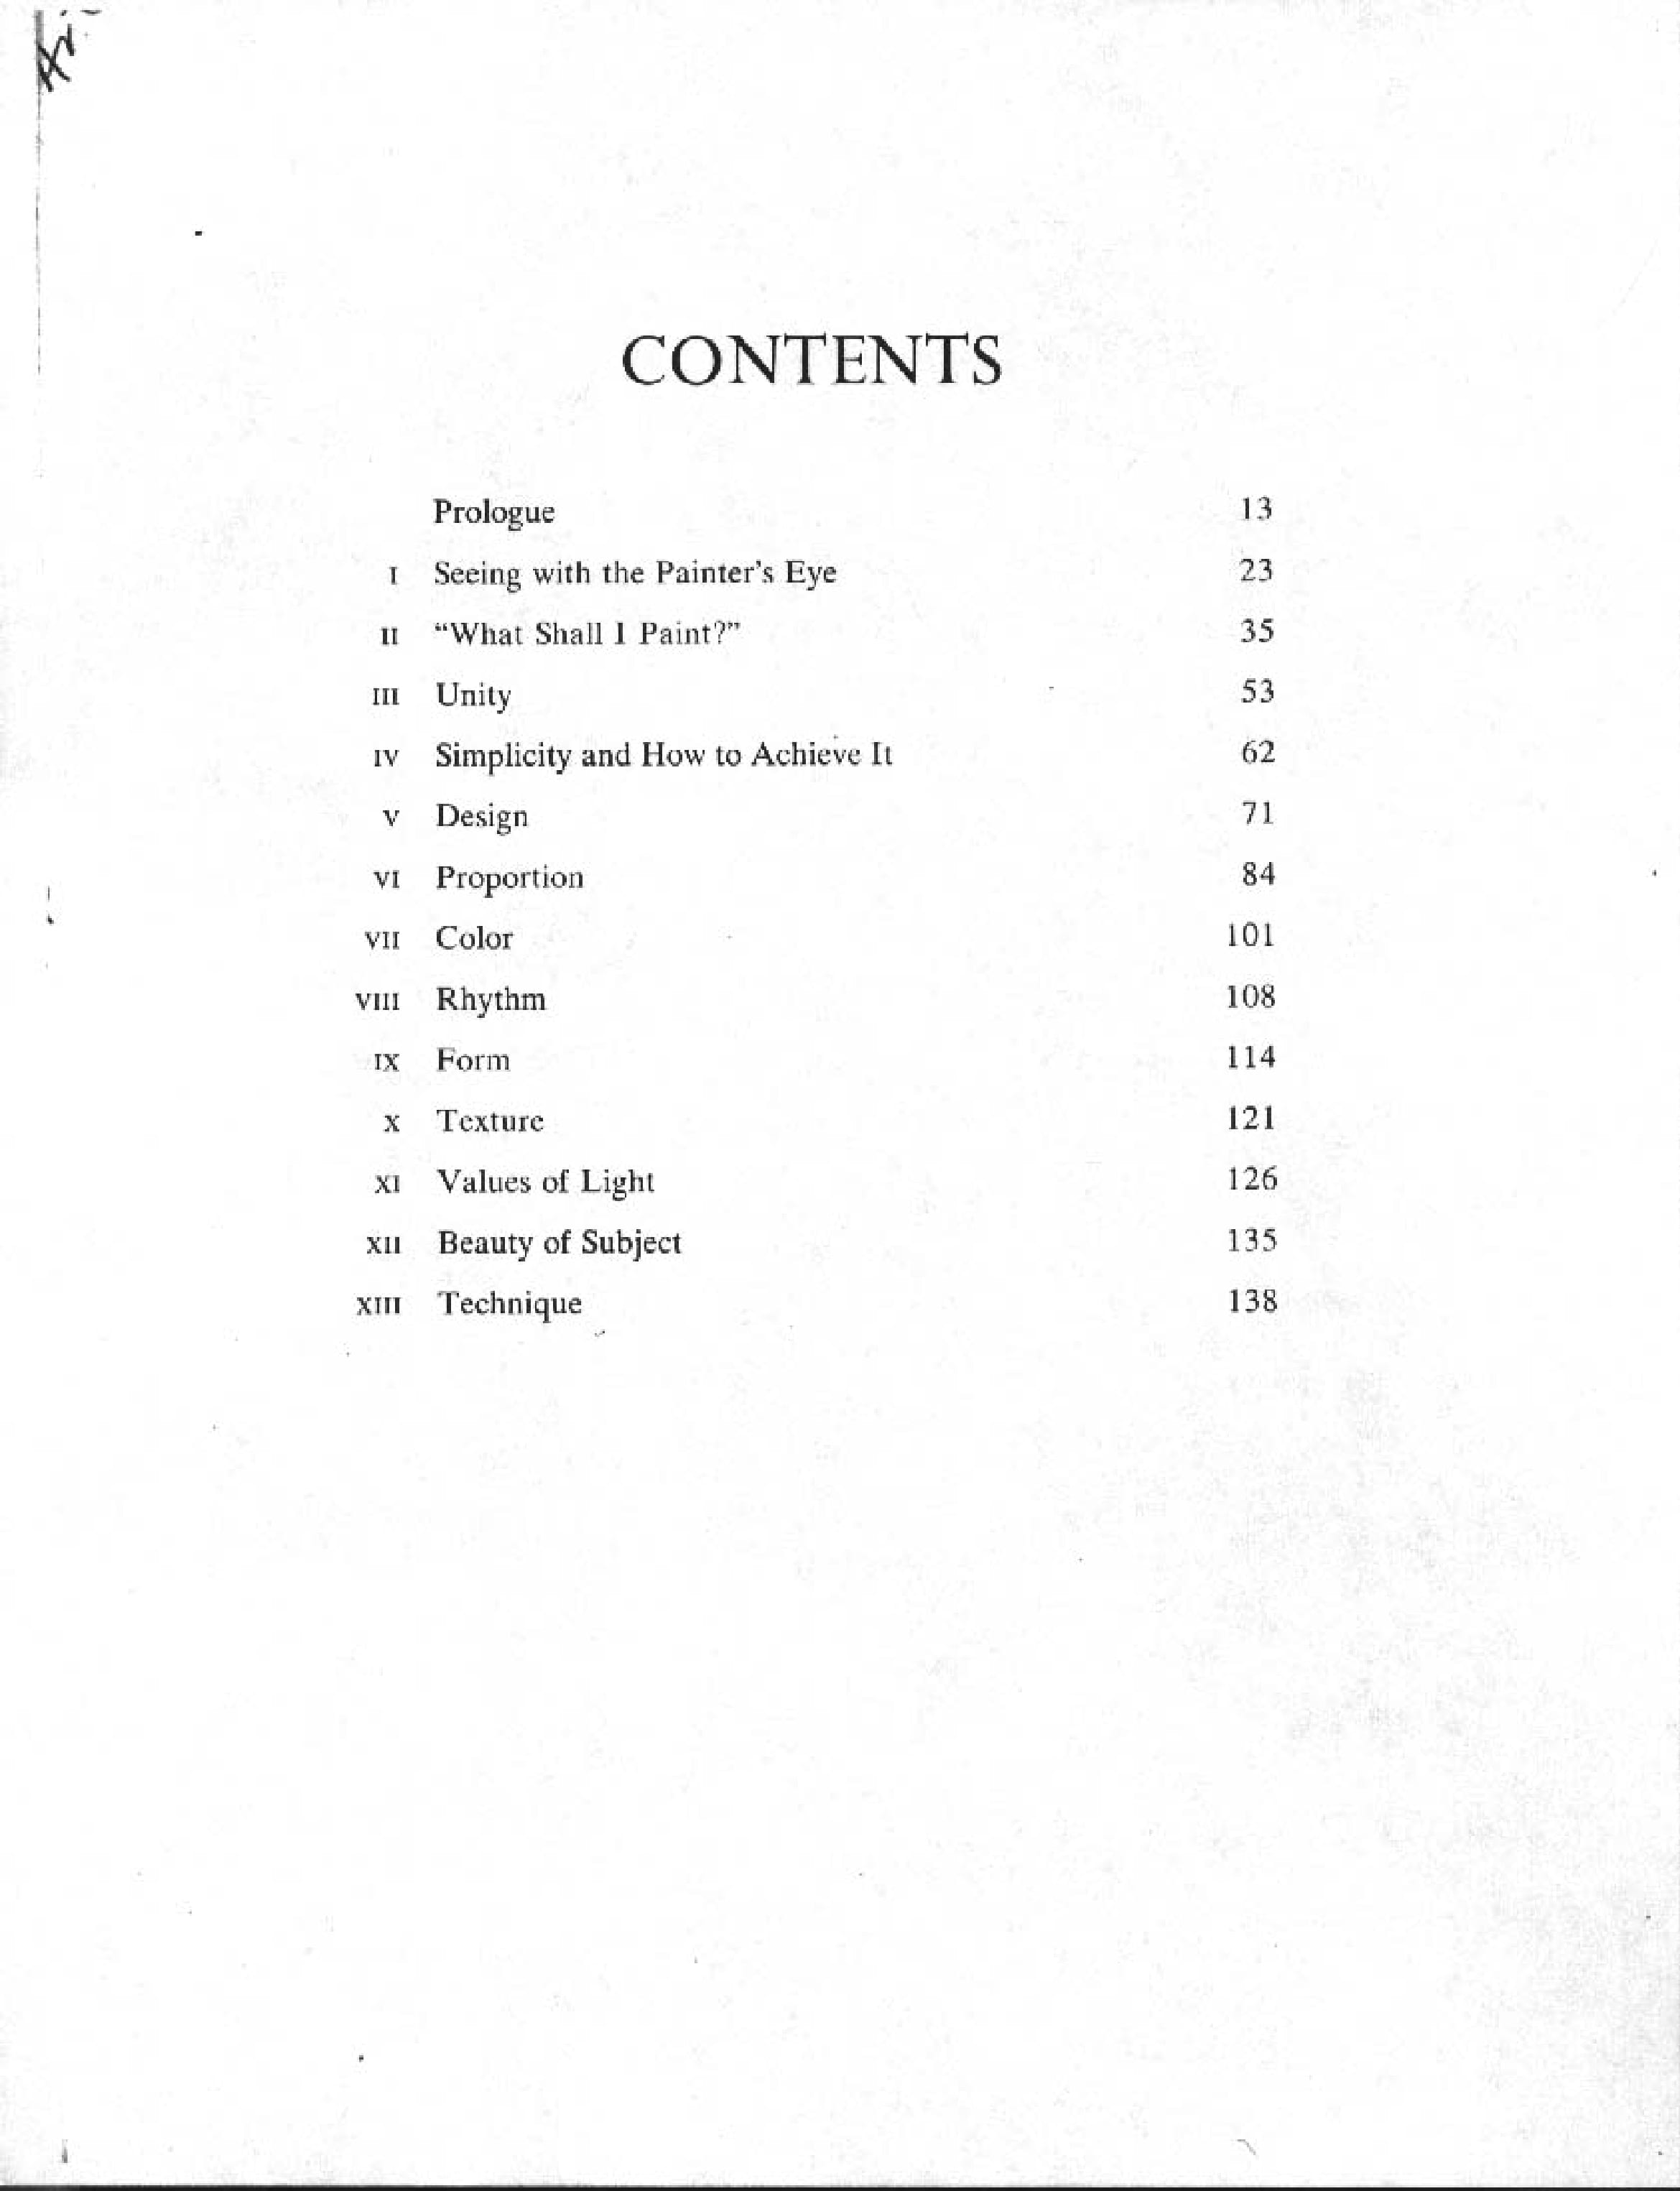 CONTENTS
Prologue 13
I Seeing with the Painter's Eye 23
II “What Shall I Paint?” 35
III Unity 53
IV Simplicity and How to Achieve It 62
V Design 71
VI Proportion 84
VII Color 101
VIII Rhythm 108
IX Form 114
X Texture 121
XI Values of Light 126
XII Beauty of Subject 135
XIII Technique 138